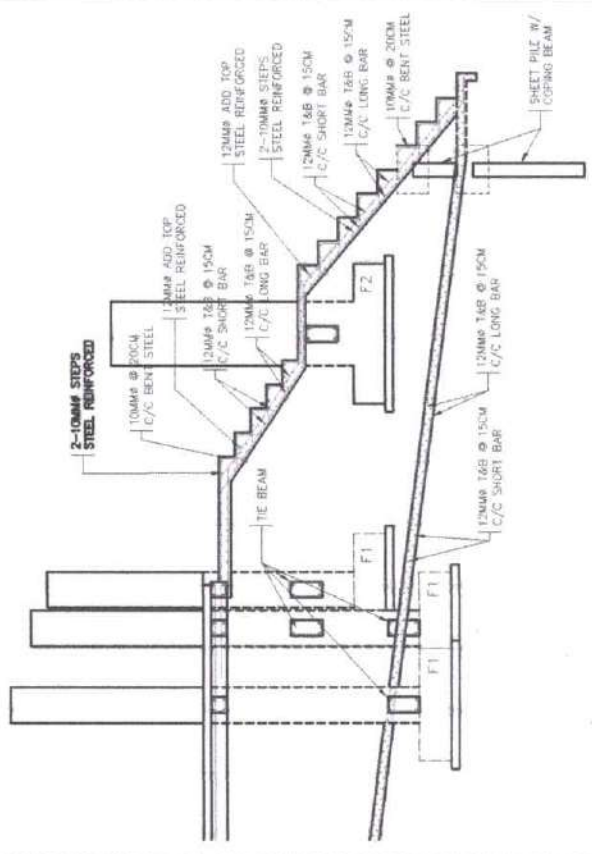 2-10MMØ STEPS
STEEL REINFORCED
10MMØ @ 20CM
C/C BENT STEEL
12MMØ ADD TOP
STEEL REINFORCED
12MMØ T&B @ 15CM
C/C SHORT BAR
12MMØ T&B @ 15CM
C/C LONG BAR
12MMØ ADD TOP
STEEL REINFORCED
2-10MMØ STEPS
STEEL REINFORCED
12MMØ T&B @ 15CM
C/C SHORT BAR
12MMØ T&B @ 15CM
C/C LONG BAR
10MMØ @ 20CM
C/C BENT STEEL
SHEET PILE W/
COPING BEAM
TIE BEAM
F2
F1
F1
F1
12MMØ T&B @ 15CM
C/C SHORT BAR
12MMØ T&B @ 15CM
C/C LONG BAR